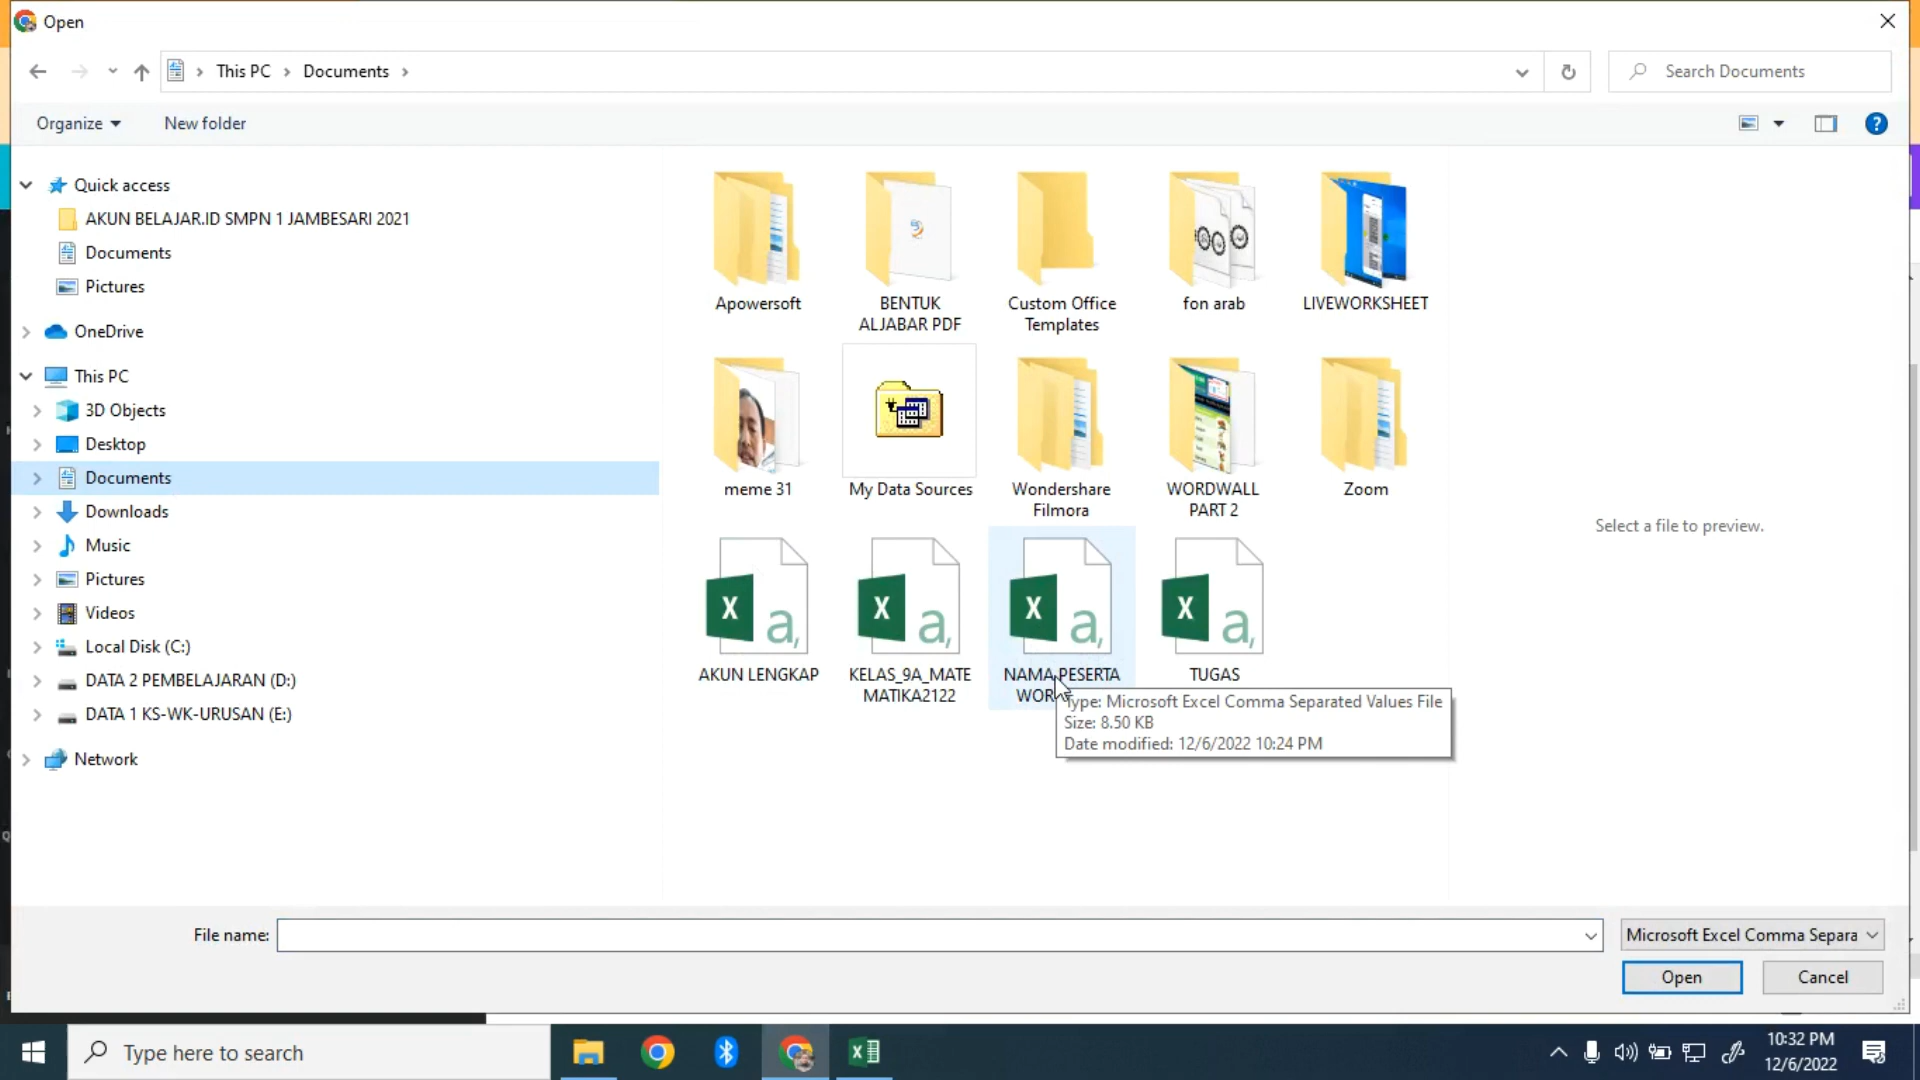 Open
This PC
Documents
Search Documents
Organize
New folder
Quick access
AKUN BELAJAR.ID SMPN 1 JAMBESARI 2021
Documents
Pictures
OneDrive
This PC
3D Objects
Desktop
Documents
Downloads
Music
Pictures
Videos
Local Disk (C:)
DATA 2 PEMBELAJARAN (D:)
DATA 1 KS-WK-URUSAN (E:)
Network
Apowersoft
BENTUK
ALJABAR PDF
Custom Office
Templates
fon arab
LIVEWORKSHEET
meme 31
My Data Sources
Wondershare
Filmora
WORDWALL
PART 2
Zoom
AKUN LENGKAP
KELAS_9A_MATE
MATIKA2122
NAMA PESERTA
TUGAS
Type: Microsoft Excel Comma Separated Values File
Size: 8.50 KB
Date modified: 12/6/2022 10:24 PM
Select a file to preview.
File name:
Microsoft Excel Comma Separa
Open
Cancel
Type here to search
10:32 PM
12/6/2022